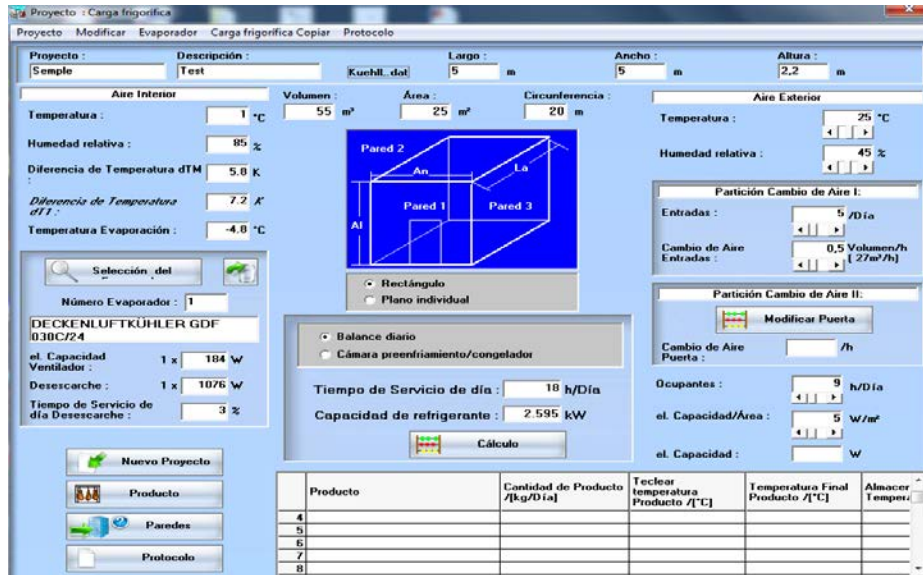 Proyecto : Carga frigorifica
Proyecto Modificar Evaporador Carga frigorífica Copiar Protocolo
Proyecto : Descripción : Largo : Ancho : Altura :
Semple Test Kuehll..dat 5 m 5 m 2,2 m
Aire Interior
Temperatura : 1 °C
Humedad relativa : 85 %
Diferencia de Temperatura dTM : 5.8 K
Diferencia de Temperatura dT1 : 7.2 K
Temperatura Evaporación : -4,8 °C
Selección del
Número Evaporador : 1
DECKENLUFTKÜHLER GDF
030C/24
el. Capacidad Ventilador : 1 x 184 W
Desescarche : 1 x 1076 W
Tiempo de Servicio de día Desescarche : 3 %
Nuevo Proyecto
Producto
Paredes
Protocolo
Volumen : Área : Circunferencia :
55 m³ 25 m² 20 m
Pared 2
An La
Pared 1 Pared 3
Al
Rectángulo
Plano individual
Balance diario
Cámara preenfriamiento/congelador
Tiempo de Servicio de día : 18 h/Día
Capacidad de refrigerante : 2.595 kW
Cálculo
Aire Exterior
Temperatura : 25 °C
Humedad relativa : 45 %
Partición Cambio de Aire I:
Entradas : 5 /Día
Cambio de Aire Entradas : 0,5 Volumen/h
[ 27m³/h]
Partición Cambio de Aire II:
Modificar Puerta
Cambio de Aire Puerta : /h
Ocupantes : 9 h/Día
el. Capacidad/Área : 5 W/m²
el. Capacidad : W
Producto Cantidad de Producto /[kg/Día] Teclear temperatura Producto /[°C] Temperatura Final Producto /[°C] Almacer Tempera
4
5
6
7
8